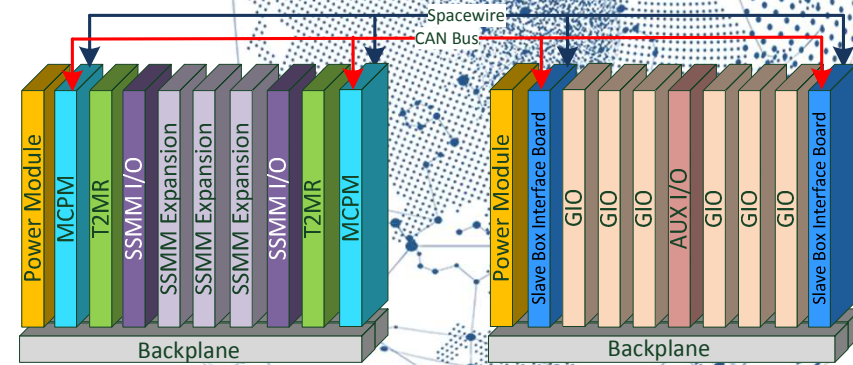 Spacewire
CAN Bus
Power Module
MCPM
T2MR
SSMM I/O
SSMM Expansion
SSMM Expansion
SSMM Expansion
SSMM I/O
T2MR
MCPM
Backplane
Power Module
Slave Box Interface Board
GIO
GIO
GIO
AUX I/O
GIO
GIO
GIO
Slave Box Interface Board
Backplane